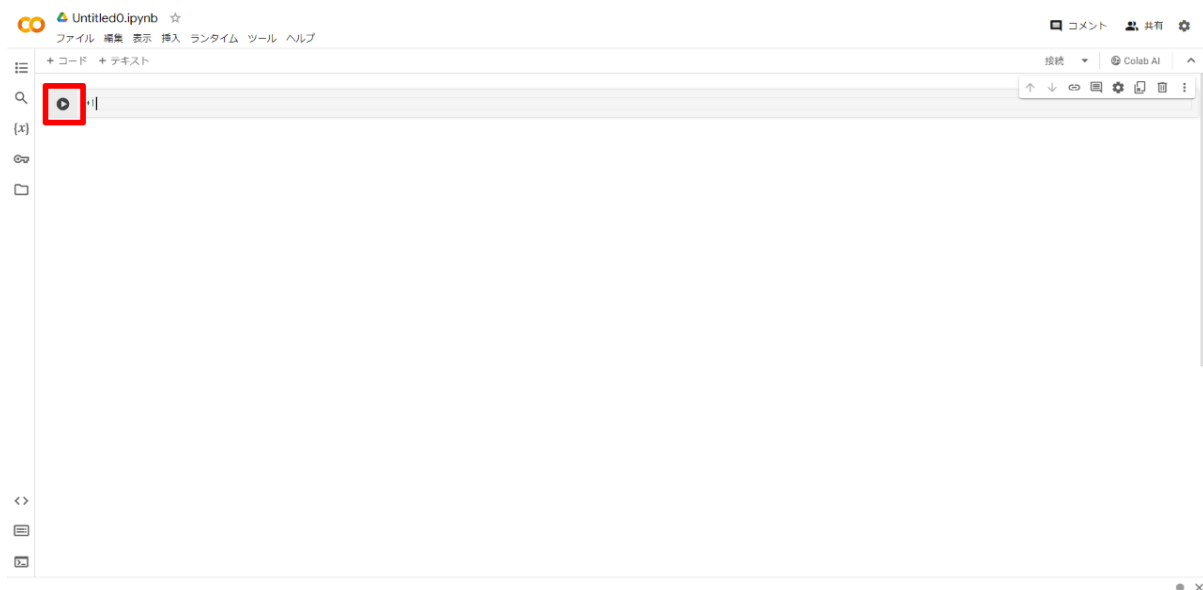 Untitled0.ipynb
コメント 共有
ファイル 編集 表示 挿入 ランタイム ツール ヘルプ
+ コード + テキスト
接続 Colab AI
{x}